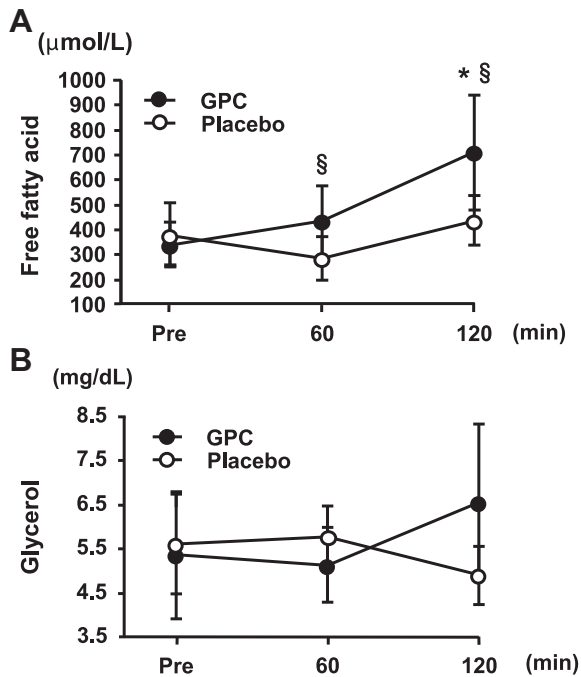 A
(μmol/L)
* §
1000
900
800
700
600
500
400
300
200
100
GPC
Placebo
§
Free fatty acid
Pre 60 120 (min)
B
(mg/dL)
8.5
7.5
6.5
5.5
4.5
3.5
GPC
Placebo
Glycerol
Pre 60 120 (min)